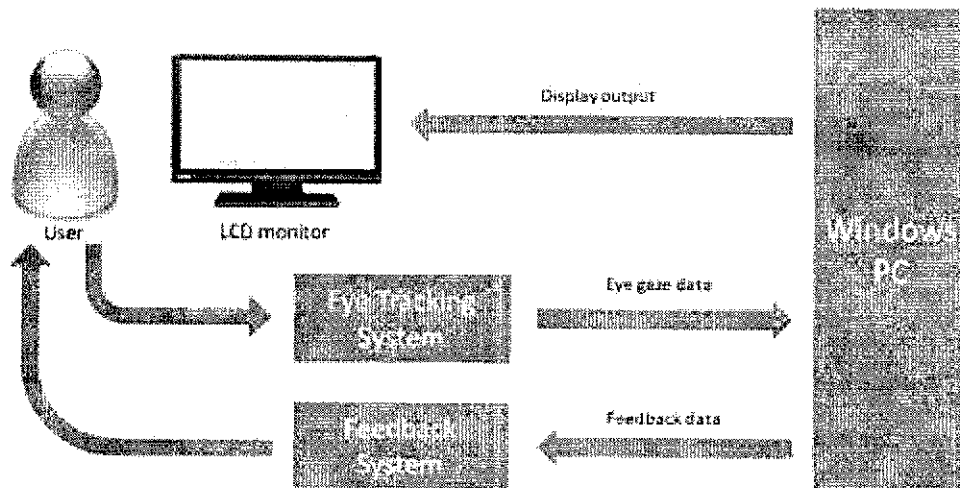 Display output
User
LCD monitor
Windows
PC
Eye Tracking
System
Eye gaze data
Feedback
System
Feedback data